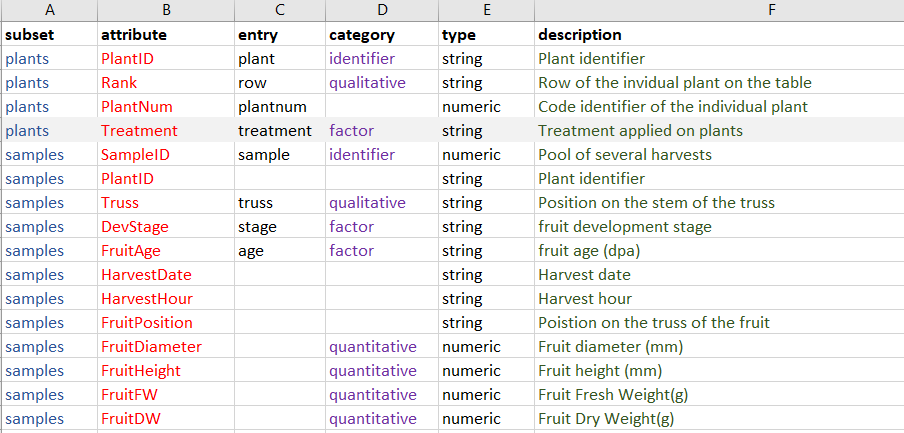 A B C D E F
subset attribute entry category type description
plants PlantID plant identifier string Plant identifier
plants Rank row qualitative string Row of the invidual plant on the table
plants PlantNum plantnum numeric Code identifier of the individual plant
plants Treatment treatment factor string Treatment applied on plants
samples SampleID sample identifier numeric Pool of several harvests
samples PlantID string Plant identifier
samples Truss truss qualitative string Position on the stem of the truss
samples DevStage stage factor string fruit development stage
samples FruitAge age factor string fruit age (dpa)
samples HarvestDate string Harvest date
samples HarvestHour string Harvest hour
samples FruitPosition string Poistion on the truss of the fruit
samples FruitDiameter quantitative numeric Fruit diameter (mm)
samples FruitHeight quantitative numeric Fruit height (mm)
samples FruitFW quantitative numeric Fruit Fresh Weight(g)
samples FruitDW quantitative numeric Fruit Dry Weight(g)